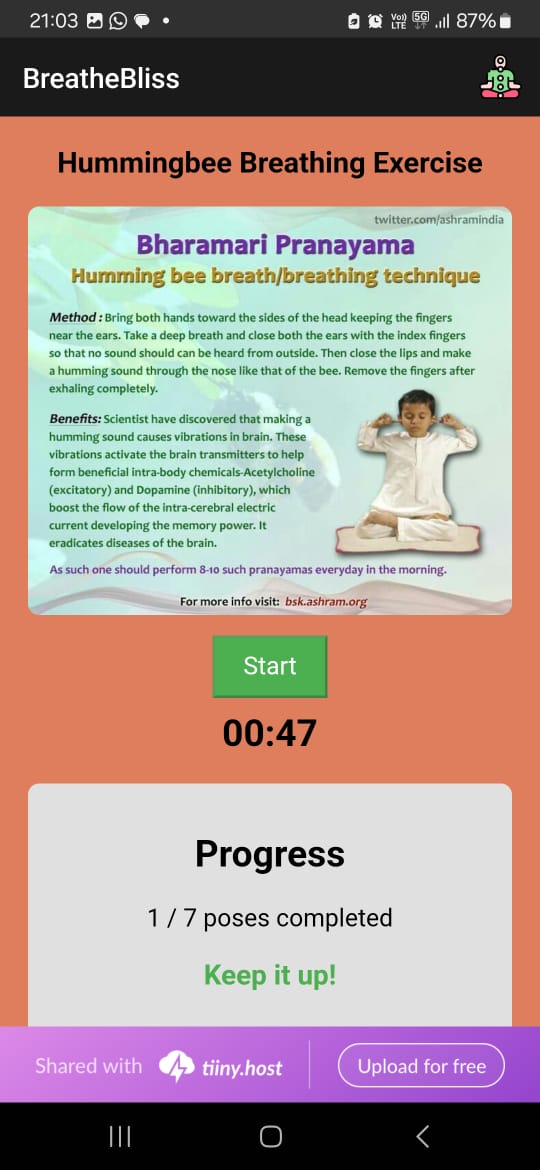 21:03
Vo)) LTE 5G 87%
BreatheBliss
Hummingbee Breathing Exercise
twitter.com/ashramindia
Bharamari Pranayama
Humming bee breath/breathing technique
Method : Bring both hands toward the sides of the head keeping the fingers
near the ears. Take a deep breath and close both the ears with the index fingers
so that no sound should can be heard from outside. Then close the lips and make
a humming sound through the nose like that of the bee. Remove the fingers after
exhaling completely.
Benefits: Scientist have discovered that making a
humming sound causes vibrations in brain. These
vibrations activate the brain transmitters to help
form beneficial intra-body chemicals-Acetylcholine
(excitatory) and Dopamine (inhibitory), which
boost the flow of the intra-cerebral electric
current developing the memory power. It
eradicates diseases of the brain.
As such one should perform 8-10 such pranayamas everyday in the morning.
For more info visit: bsk.ashram.org
Start
00:47
Progress
1 / 7 poses completed
Keep it up!
Shared with tiiny.host Upload for free